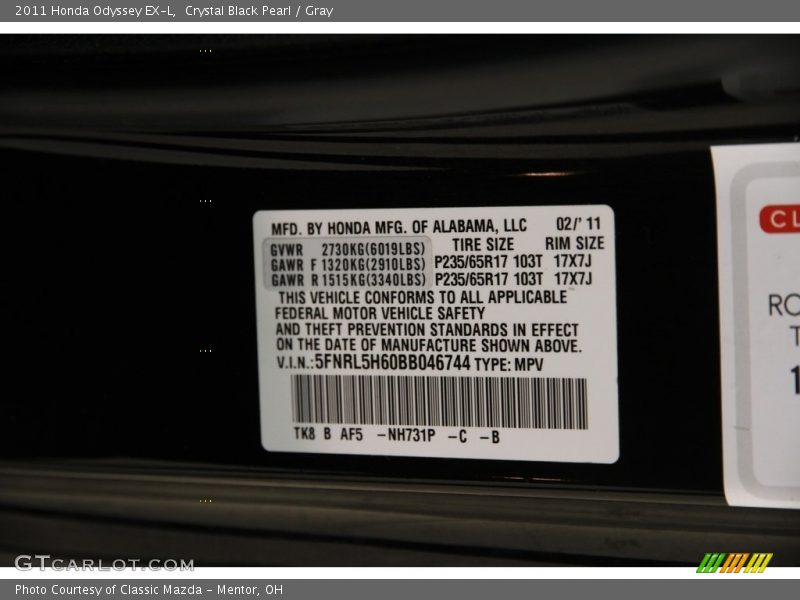 2011 Honda Odyssey EX-L,  Crystal Black Pearl / Gray
MFD. BY HONDA MFG. OF ALABAMA, LLC 02/' 11
GVWR 2730KG(6019LBS) TIRE SIZE RIM SIZE
GAWR F 1320KG(2910LBS) P235/65R17 103T 17X7J
GAWR R 1515KG(3340LBS) P235/65R17 103T 17X7J
THIS VEHICLE CONFORMS TO ALL APPLICABLE
FEDERAL MOTOR VEHICLE SAFETY
AND THEFT PREVENTION STANDARDS IN EFFECT
ON THE DATE OF MANUFACTURE SHOWN ABOVE.
V.I.N.:5FNRL5H60BB046744 TYPE: MPV
TK8 B AF5 -NH731P -C -B
CL
RO
T
1
GTCARLOT.COM
Photo Courtesy of Classic Mazda - Mentor, OH